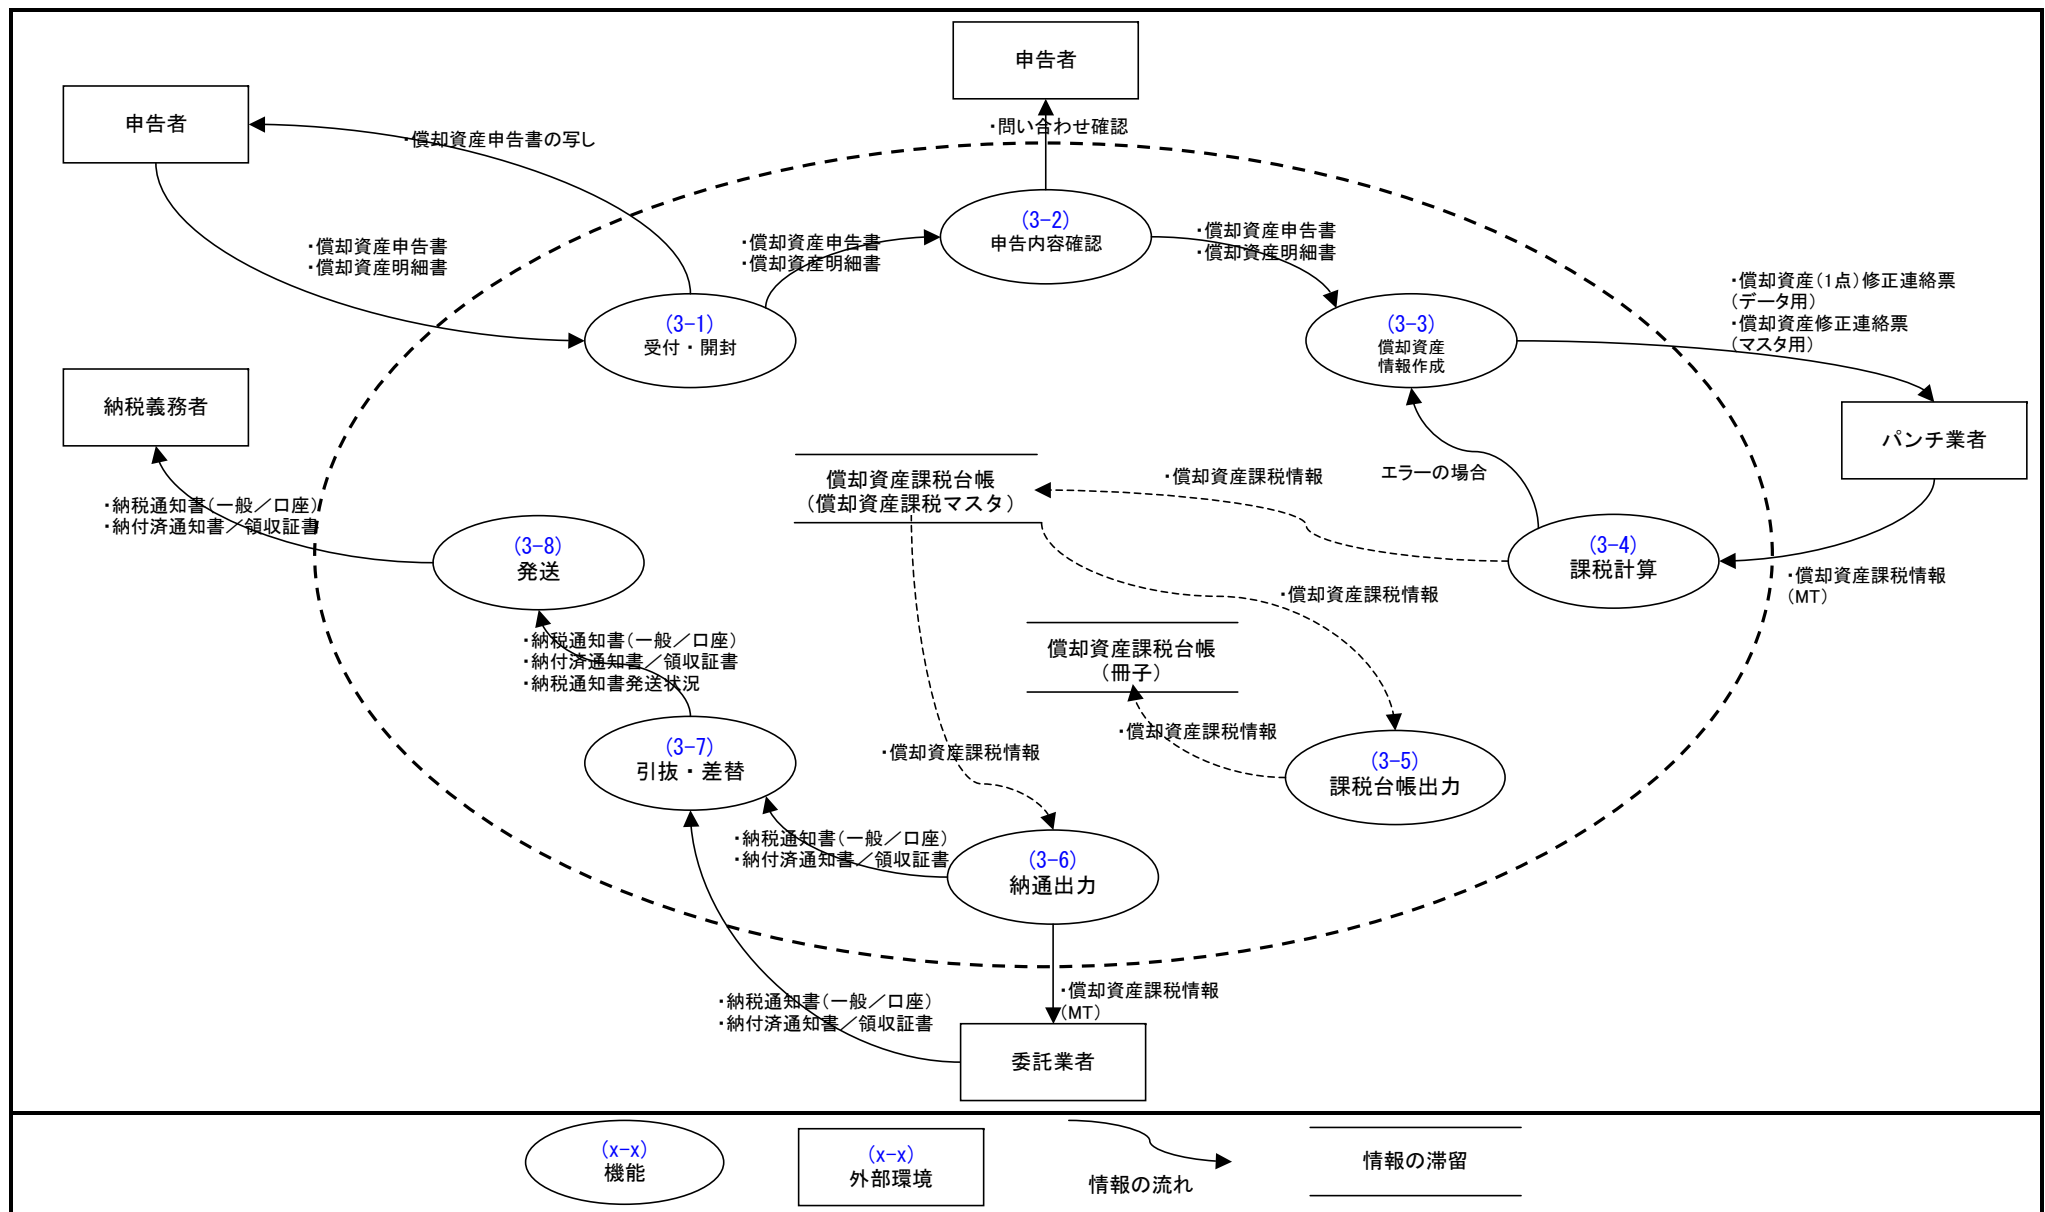 申告者
申告者
・問い合わせ確認
・償却資産申告書の写し
・償却資産申告書
・償却資産明細書
・償却資産申告書
・償却資産明細書
(3-2)
申告内容確認
・償却資産申告書
・償却資産明細書
(3-1)
受付・開封
(3-3)
償却資産
情報作成
・償却資産(1点)修正連絡票
(データ用)
・償却資産修正連絡票
(マスタ用)
納税義務者
パンチ業者
償却資産課税台帳
(償却資産課税マスタ)
・償却資産課税情報
エラーの場合
・納税通知書(一般/口座)
・納付済通知書/領収証書
(3-8)
発送
(3-4)
課税計算
・償却資産課税情報
(MT)
・償却資産課税情報
償却資産課税台帳
(冊子)
・納税通知書(一般/口座)
・納付済通知書/領収証書
・納税通知書発送状況
・償却資産課税情報
・償却資産課税情報
(3-7)
引抜・差替
(3-5)
課税台帳出力
・納税通知書(一般/口座)
・納付済通知書/領収証書
(3-6)
納通出力
・納税通知書(一般/口座)
・納付済通知書/領収証書
・償却資産課税情報
(MT)
委託業者
(x-x)
機能
(x-x)
外部環境
情報の流れ
情報の滞留